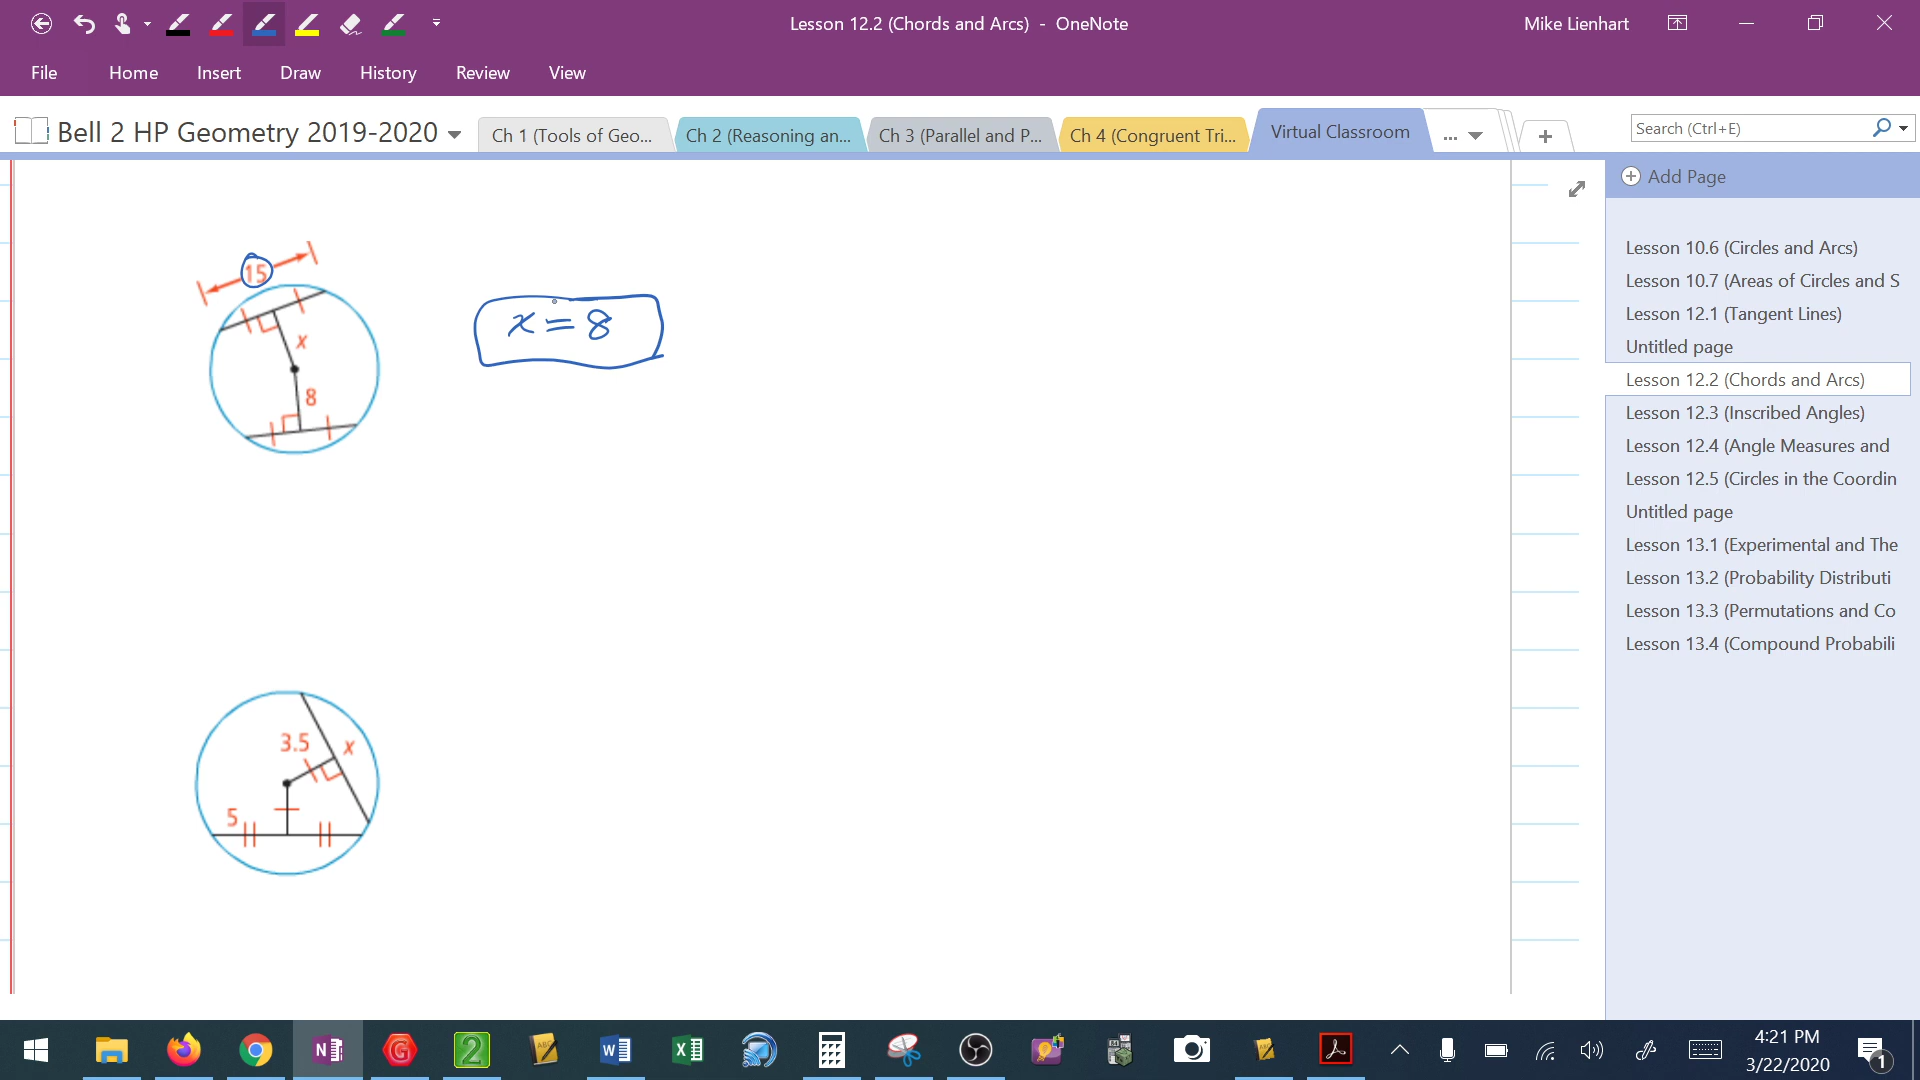 Lesson 12.2 (Chords and Arcs) - OneNote
Mike Lienhart
File Home Insert Draw History Review View
Bell 2 HP Geometry 2019-2020
Ch 1 (Tools of Geo...
Ch 2 (Reasoning an...
Ch 3 (Parallel and P...
Ch 4 (Congruent Tri...
Virtual Classroom
...
Search (Ctrl+E)
Add Page
Lesson 10.6 (Circles and Arcs)
Lesson 10.7 (Areas of Circles and S
Lesson 12.1 (Tangent Lines)
Untitled page
Lesson 12.2 (Chords and Arcs)
Lesson 12.3 (Inscribed Angles)
Lesson 12.4 (Angle Measures and
Lesson 12.5 (Circles in the Coordin
Untitled page
Lesson 13.1 (Experimental and The
Lesson 13.2 (Probability Distributi
Lesson 13.3 (Permutations and Co
Lesson 13.4 (Compound Probabili
15
x
8
x = 8
3.5
x
5
4:21 PM
3/22/2020
1